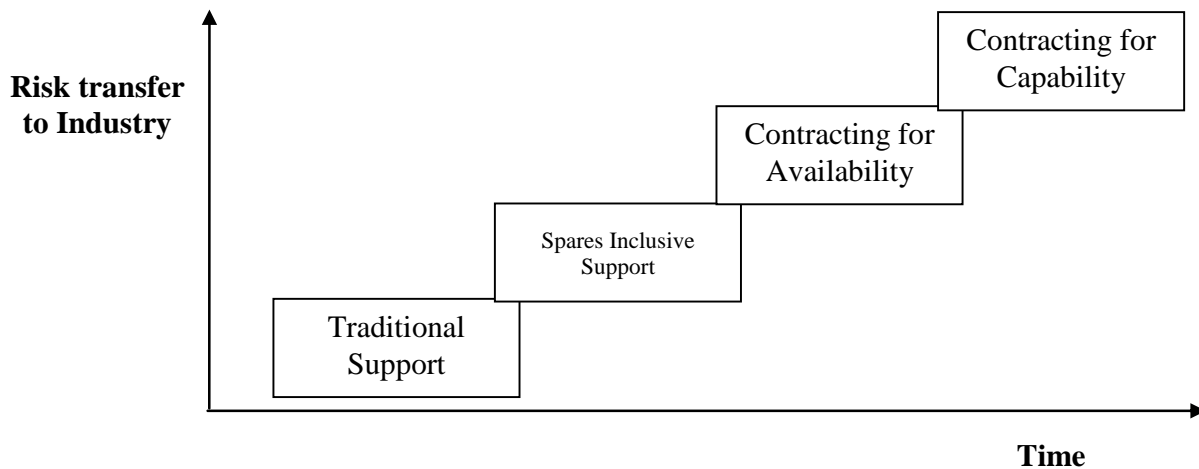 Contracting for
Capability
Risk transfer
to Industry
Contracting for
Availability
Spares Inclusive
Support
Traditional
Support
Time